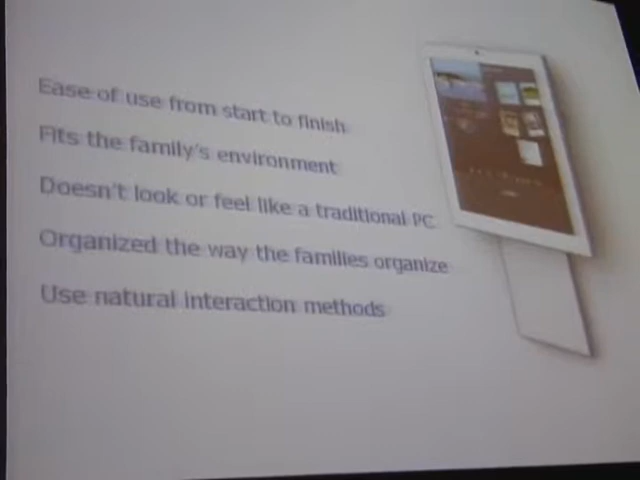 Ease of use from start to finish
Fits the family's environment
Doesn't look or feel like a traditional PC
Organized the way the families organize
Use natural interaction methods